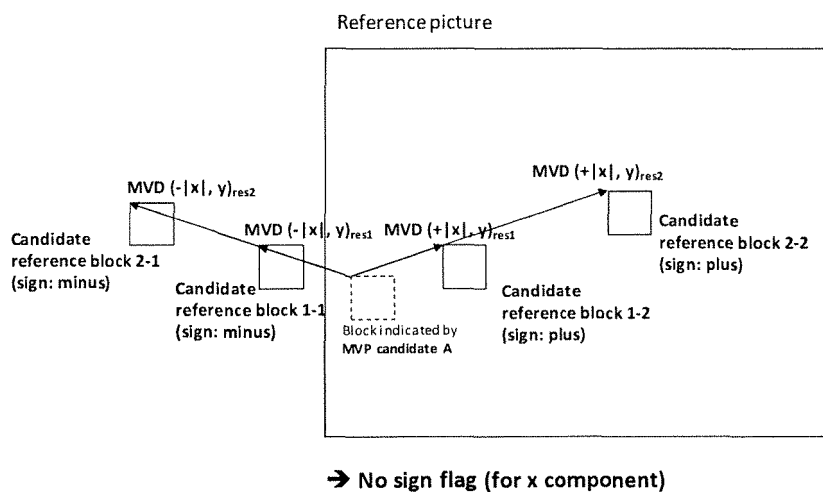 Reference picture
MVD (-|x|, y)res2
MVD (+|x|, y)res2
MVD (-|x|, y)res1
MVD (+|x|, y)res1
Candidate
reference block 2-1
(sign: minus)
Candidate
reference block 2-2
(sign: plus)
Candidate
reference block 1-1
(sign: minus)
Candidate
reference block 1-2
(sign: plus)
Block indicated by
MVP candidate A
➔ No sign flag (for x component)